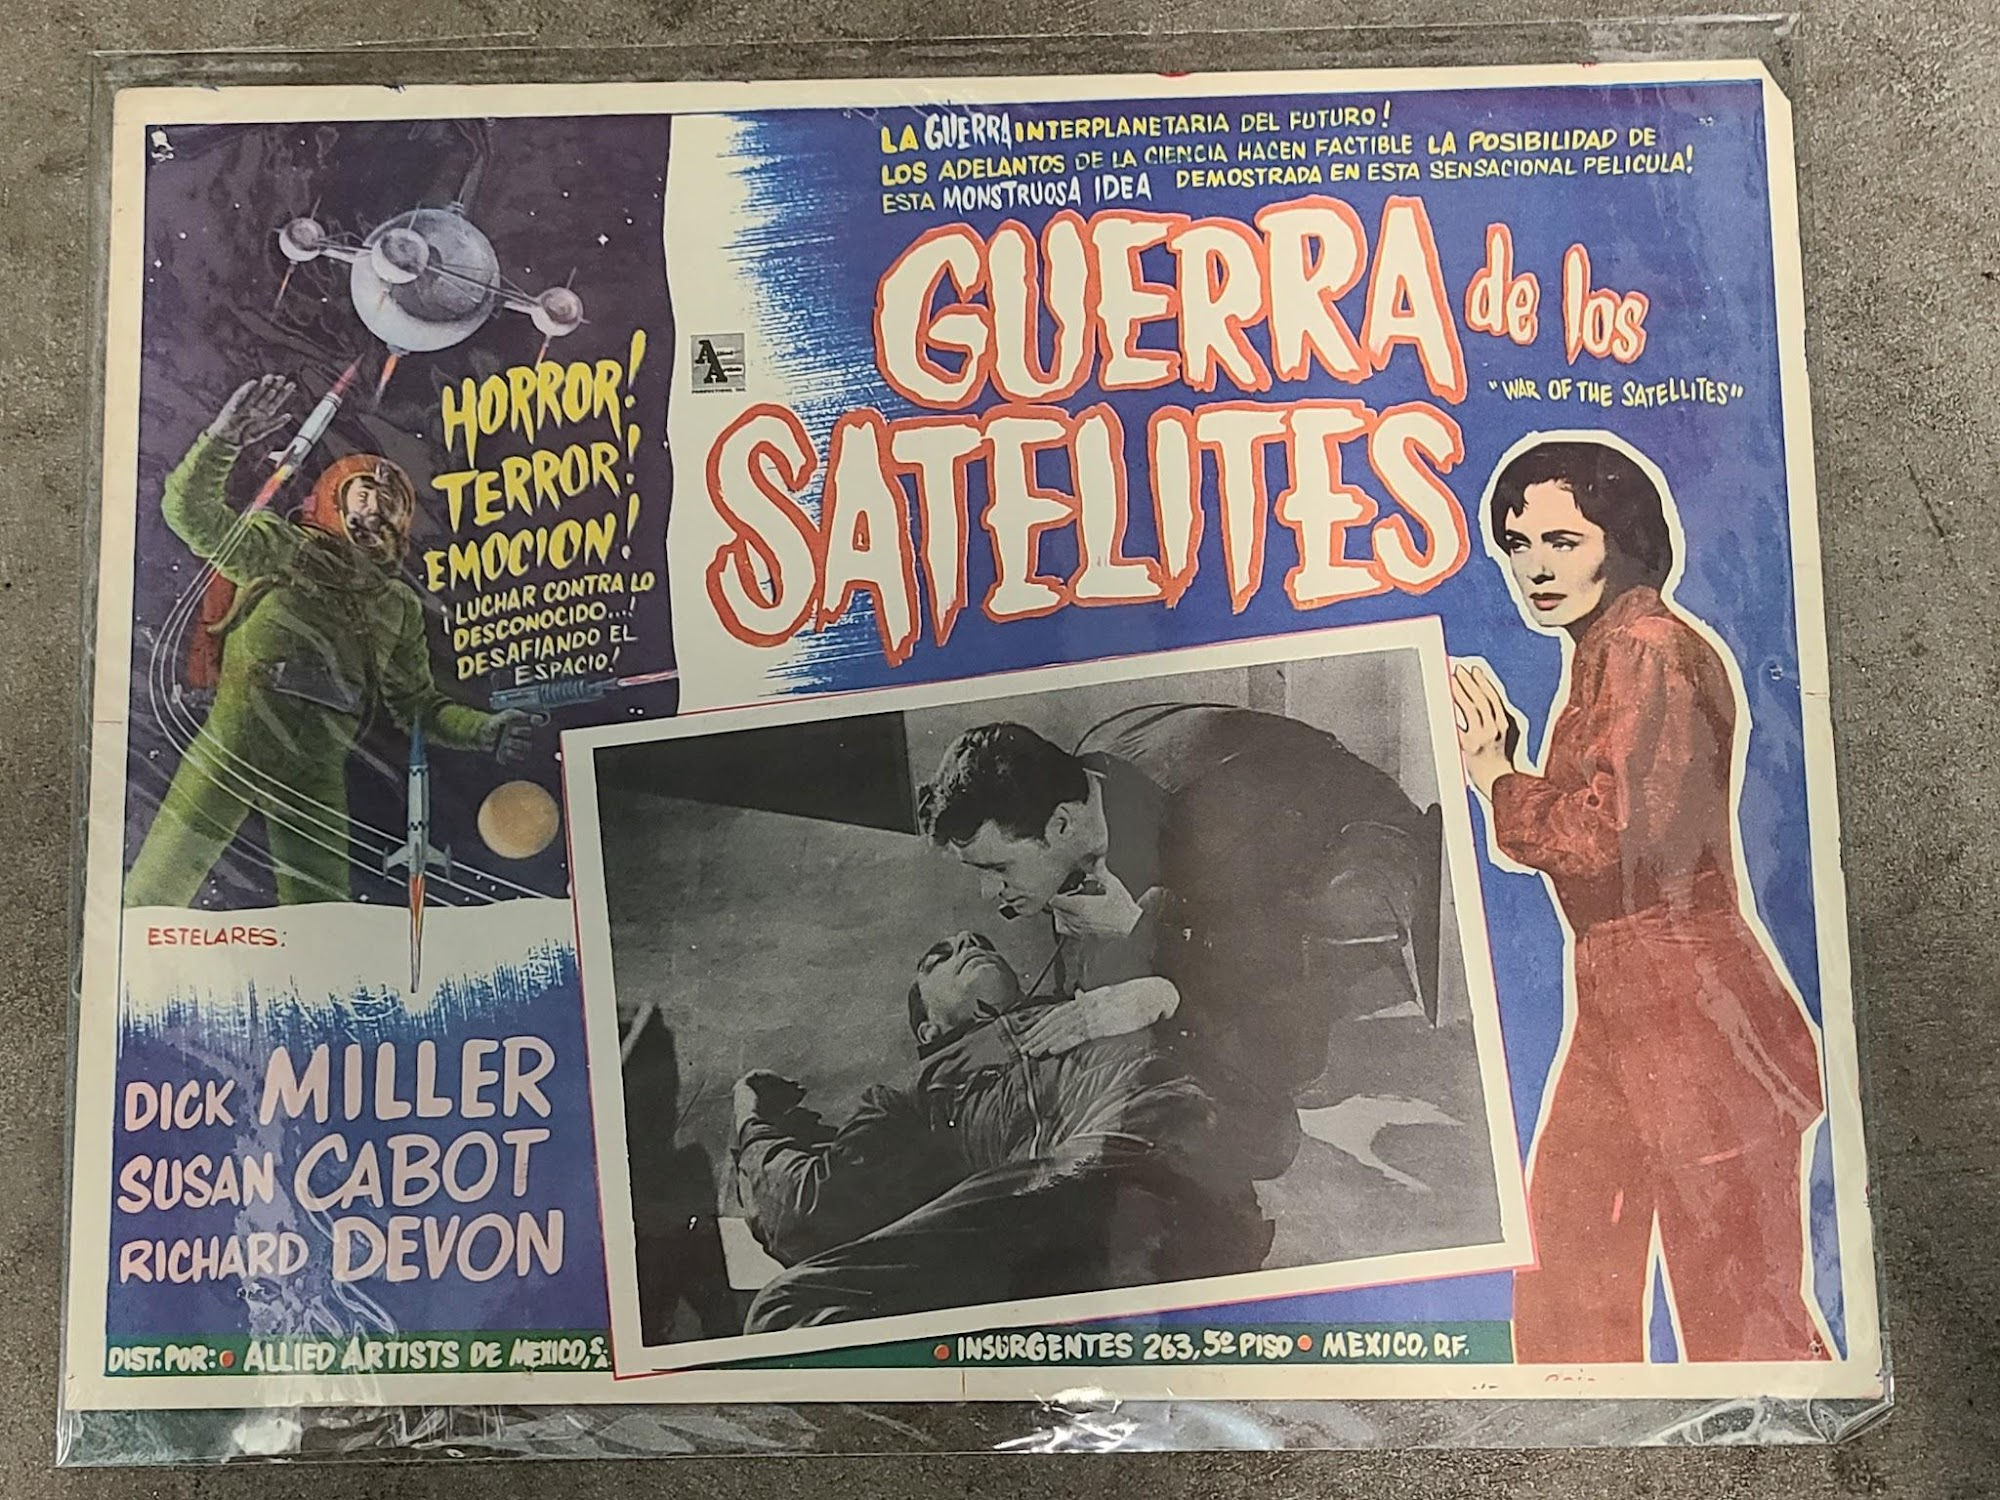 LA GUERRA INTERPLANETARIA DEL FUTURO!
LOS ADELANTOS DE LA CIENCIA HACEN FACTIBLE LA POSIBILIDAD DE
ESTA MONSTRUOSA IDEA DEMOSTRADA EN ESTA SENSACIONAL PELICULA!
GUERRA de los
"WAR OF THE SATELLITES"
SATELITES
HORROR!
TERROR!
EMOCION!
¡LUCHAR CONTRA LO
DESCONOCIDO...!
DESAFIANDO EL
ESPACIO!
ESTELARES:
DICK MILLER
SUSAN CABOT
RICHARD DEVON
DIST. POR: • ALLIED ARTISTS DE MEXICO, S.A. • INSURGENTES 263, 5º PISO • MEXICO, D.F.